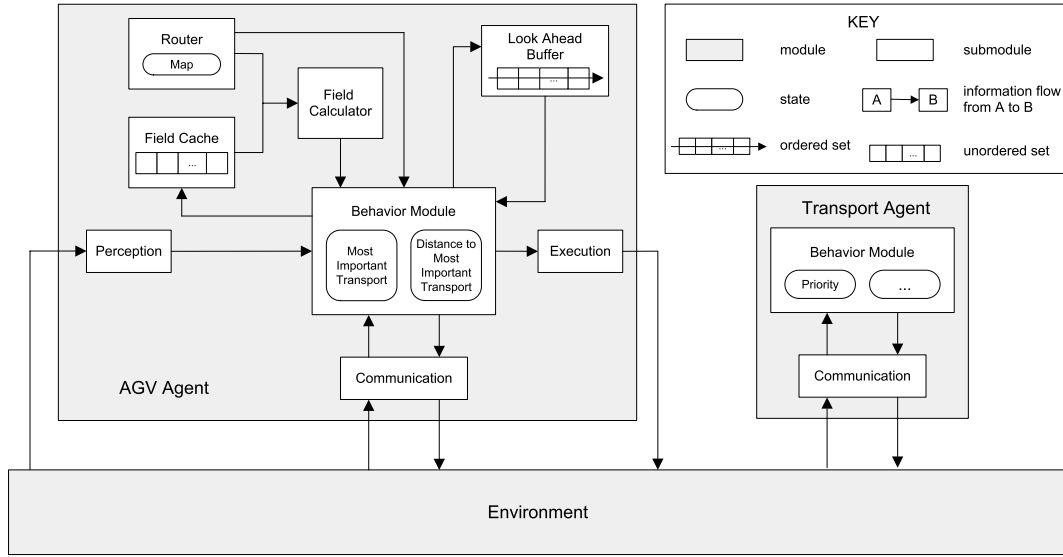 Router
Map
Field Cache
...
Field
Calculator
Look Ahead
Buffer
...
Behavior Module
Most
Important
Transport
Distance to
Most
Important
Transport
Perception
Execution
Communication
AGV Agent
KEY
module
submodule
state
A
B
information flow
from A to B
...
ordered set
...
unordered set
Transport Agent
Behavior Module
Priority
...
Communication
Environment